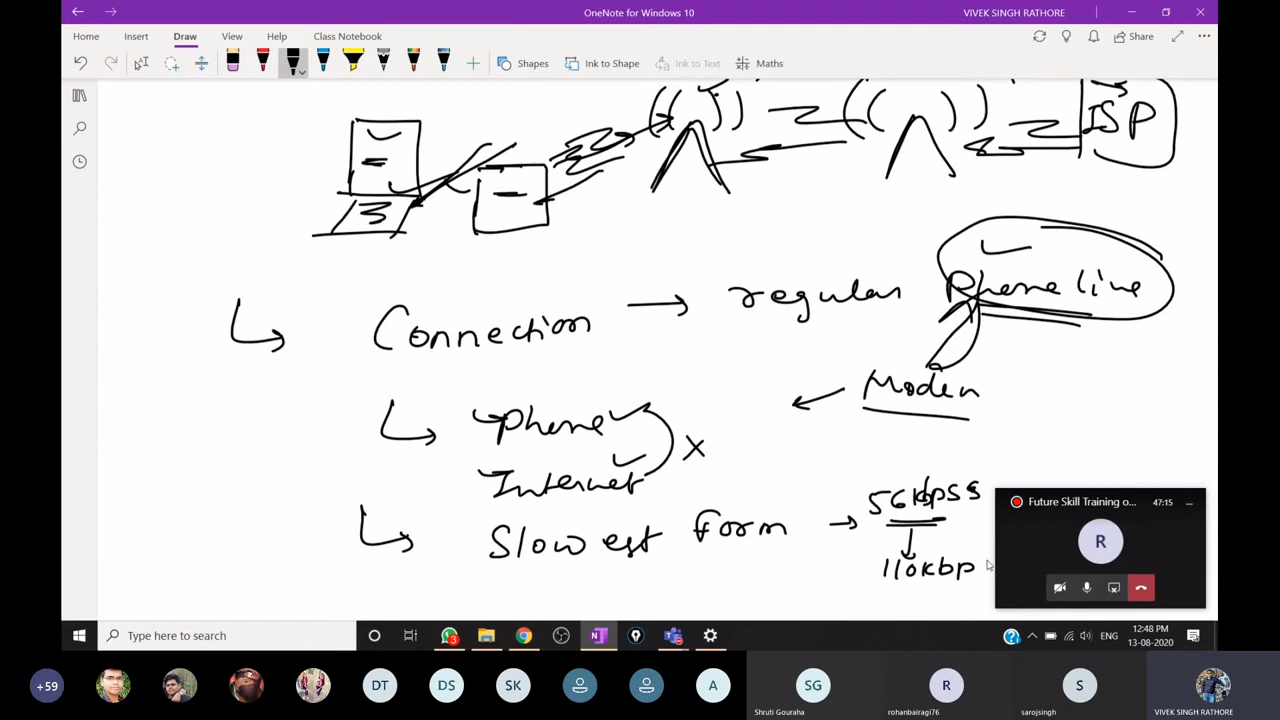 OneNote for Windows 10
VIVEK SINGH RATHORE
Home Insert Draw View Help Class Notebook
Share
Shapes Ink to Shape Ink to Text Maths
ISP
Connection → regular Phone line
Moden
Phone
Internet
X
Slowest form → 56kbps
110kbp
Future Skill Training o... 47:15
R
Type here to search
3
ENG
12:48 PM
13-08-2020
+59 DT DS SK A SG R S
Shruti Gouraha rohanbairagi76 sarojsingh VIVEK SINGH RATHORE